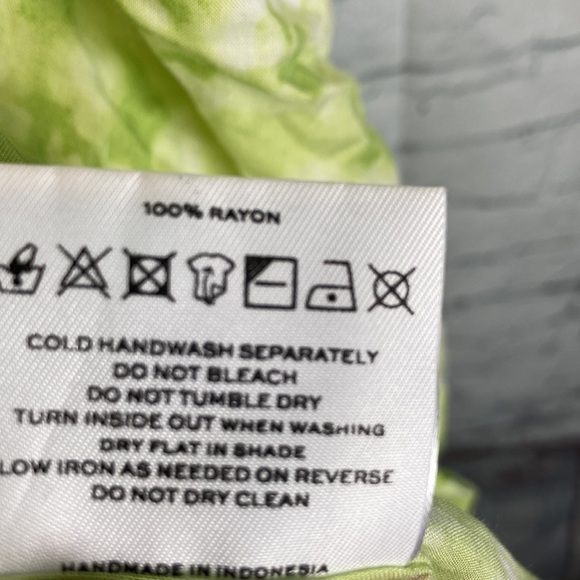 100% RAYON
COLD HANDWASH SEPARATELY
DO NOT BLEACH
DO NOT TUMBLE DRY
TURN INSIDE OUT WHEN WASHING
DRY FLAT IN SHADE
LOW IRON AS NEEDED ON REVERSE
DO NOT DRY CLEAN
HANDMADE IN INDONESIA